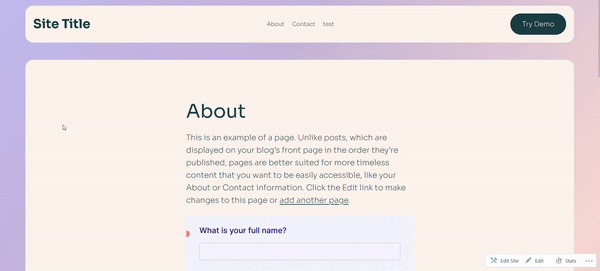 Site Title
About Contact test
Try Demo
About
This is an example of a page. Unlike posts, which are
displayed on your blog's front page in the order they're
published, pages are better suited for more timeless
content that you want to be easily accessible, like your
About or Contact information. Click the Edit link to make
changes to this page or add another page.
What is your full name?
Edit Site Edit Stats ...